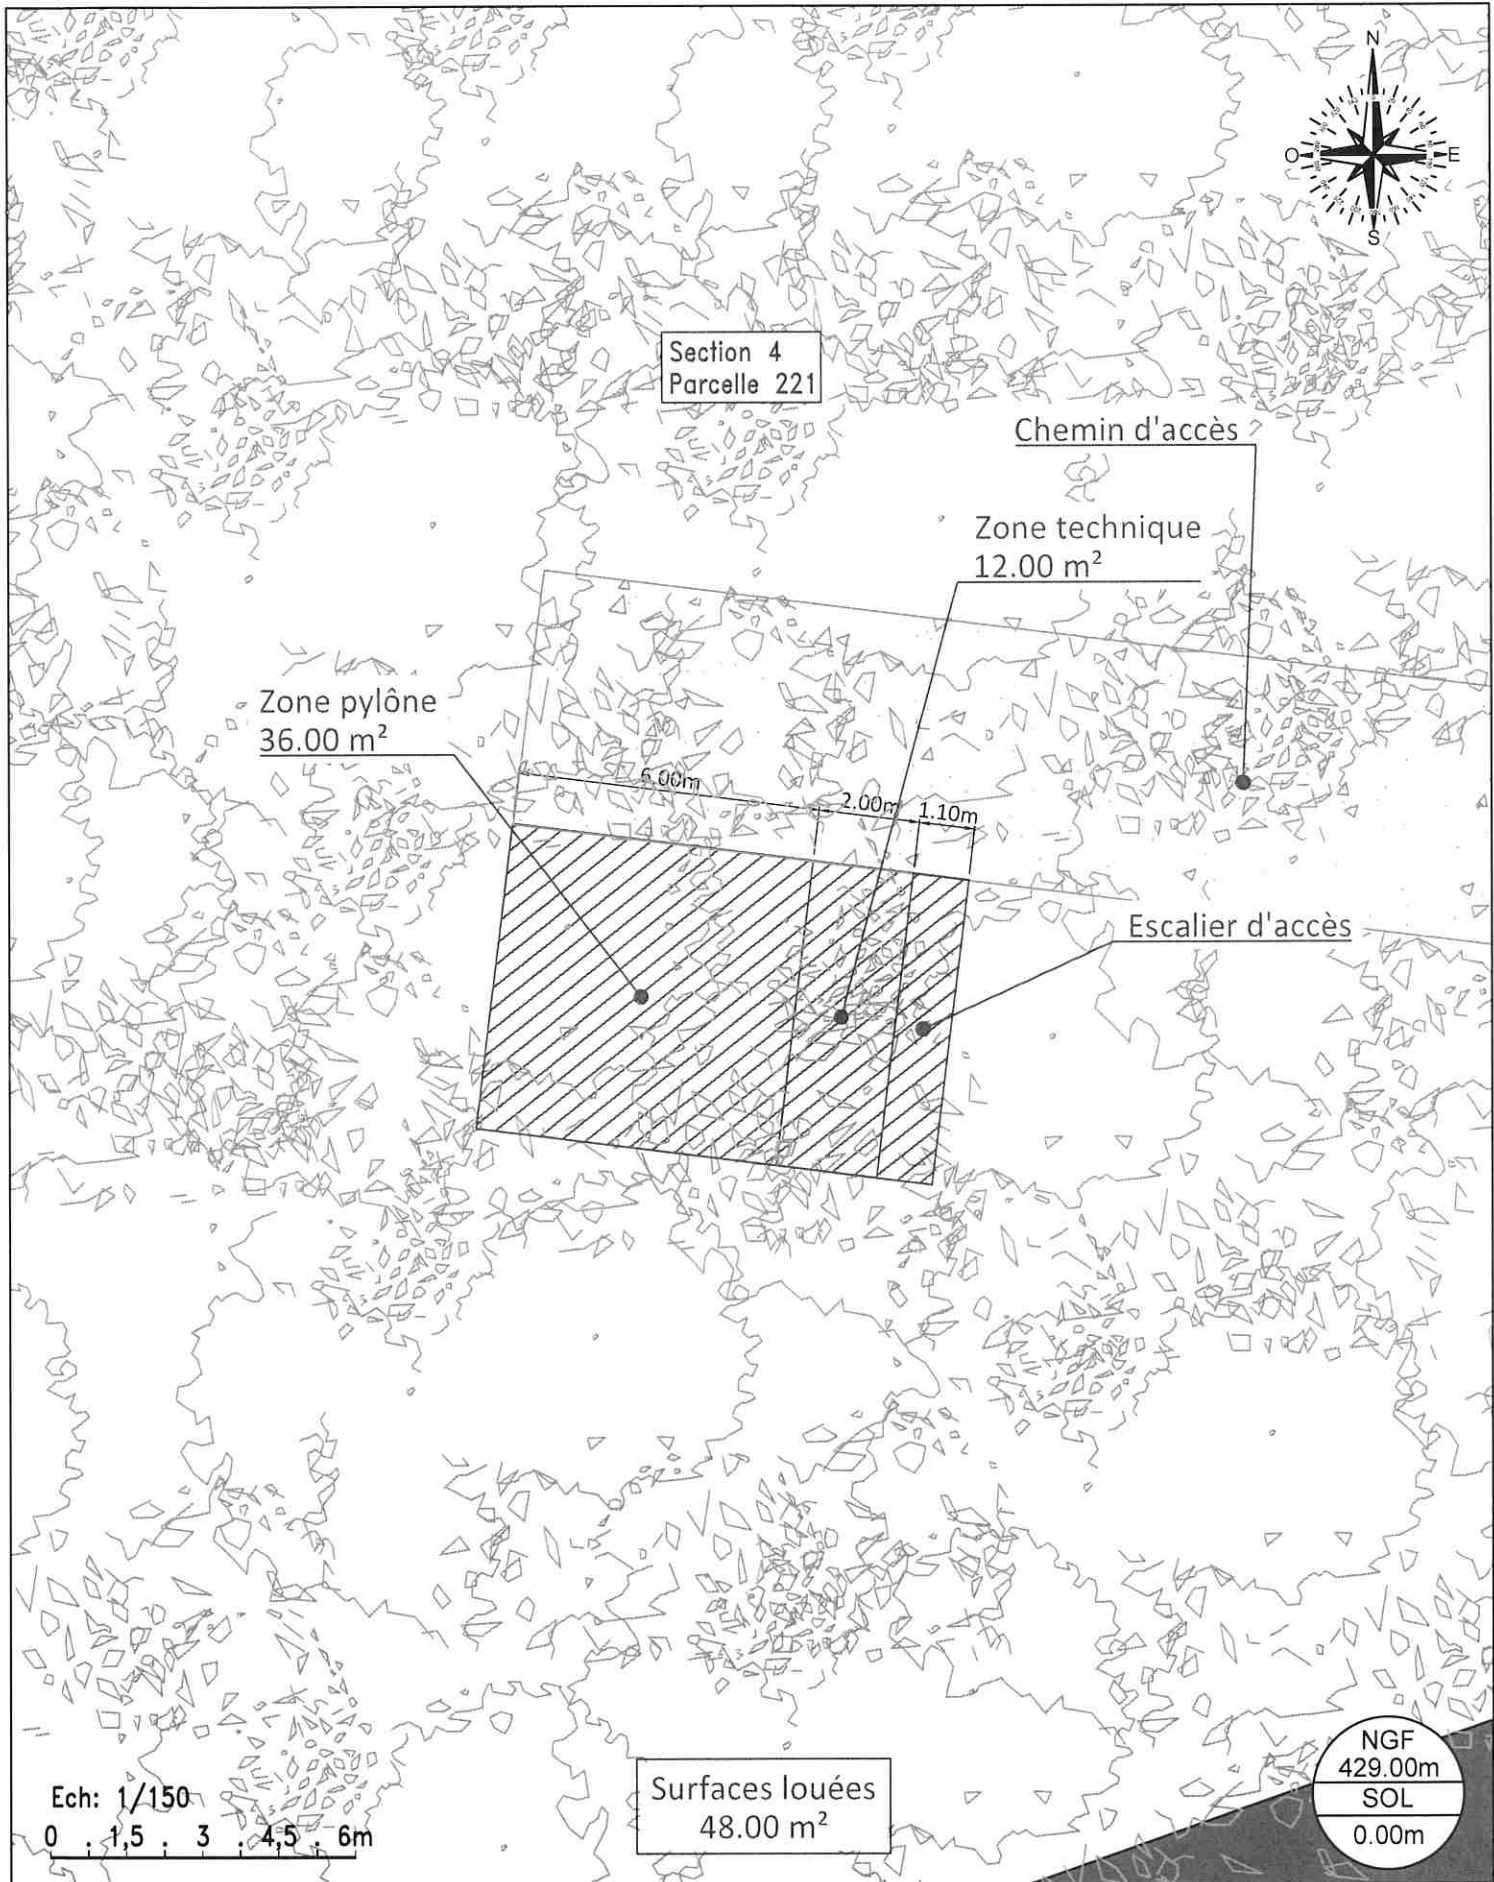 N
O
E
S
Section 4
Parcelle 221
Chemin d'accès
Zone technique
12.00 m²
Zone pylône
36.00 m²
6.00m
2.00m
1.10m
Escalier d'accès
Ech: 1/150
0 . 1,5 . 3 . 4,5 . 6m
Surfaces louées
48.00 m²
NGF
429.00m
SOL
0.00m